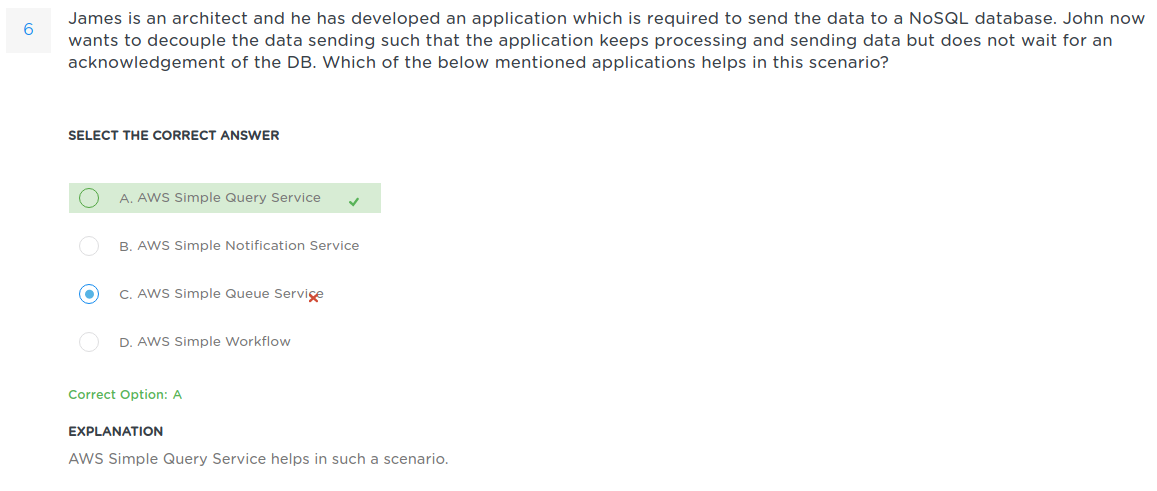 6
James is an architect and he has developed an application which is required to send the data to a NoSQL database. John now
wants to decouple the data sending such that the application keeps processing and sending data but does not wait for an
acknowledgement of the DB. Which of the below mentioned applications helps in this scenario?
SELECT THE CORRECT ANSWER
A. AWS Simple Query Service
B. AWS Simple Notification Service
C. AWS Simple Queue Service
D. AWS Simple Workflow
Correct Option: A
EXPLANATION
AWS Simple Query Service helps in such a scenario.